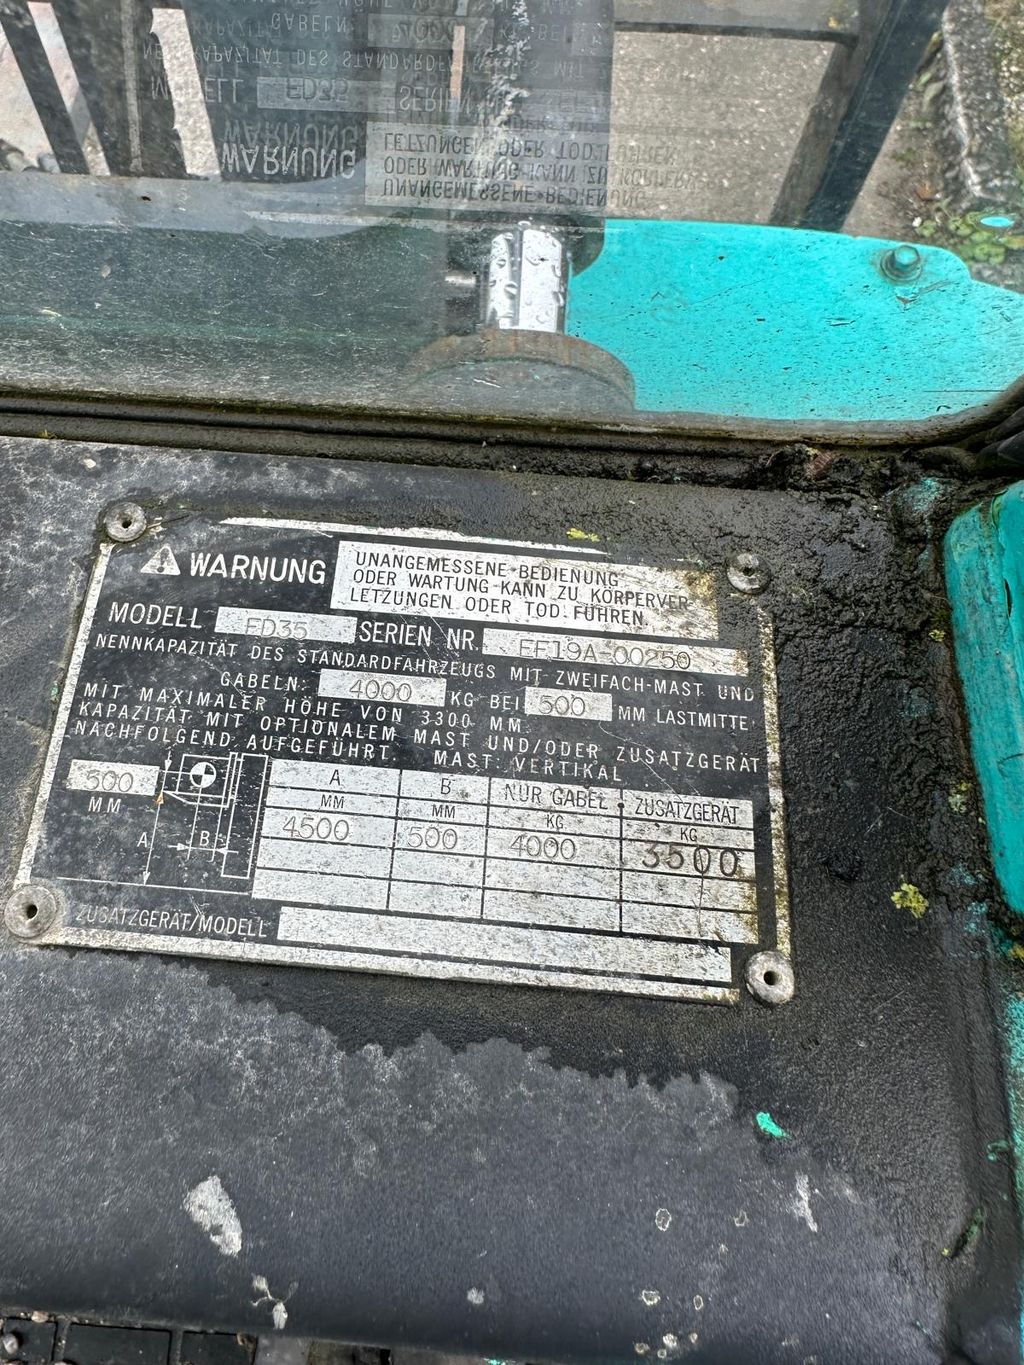 WARNUNG
UNANGEMESSENE BEDIENUNG
ODER WARTUNG KANN ZU KÖRPERVER
LETZUNGEN ODER TOD FÜHREN.
MODELL FD35 SERIEN NR. EF19A-00250
NENNKAPAZITÄT DES STANDARDFAHRZEUGS MIT ZWEIFACH-MAST UND
GABELN: 4000 KG BEI 500 MM LASTMITTE
MIT MAXIMALER HÖHE VON 3300 MM.
KAPAZITÄT MIT OPTIONALEM MAST UND/ODER ZUSATZGERÄT
NACHFOLGEND AUFGEFÜHRT. MAST: VERTIKAL
500
MM
A
B
A B NUR GABEL ZUSATZGERÄT
MM MM KG KG
4500 500 4000 3500
ZUSATZGERÄT/MODELL